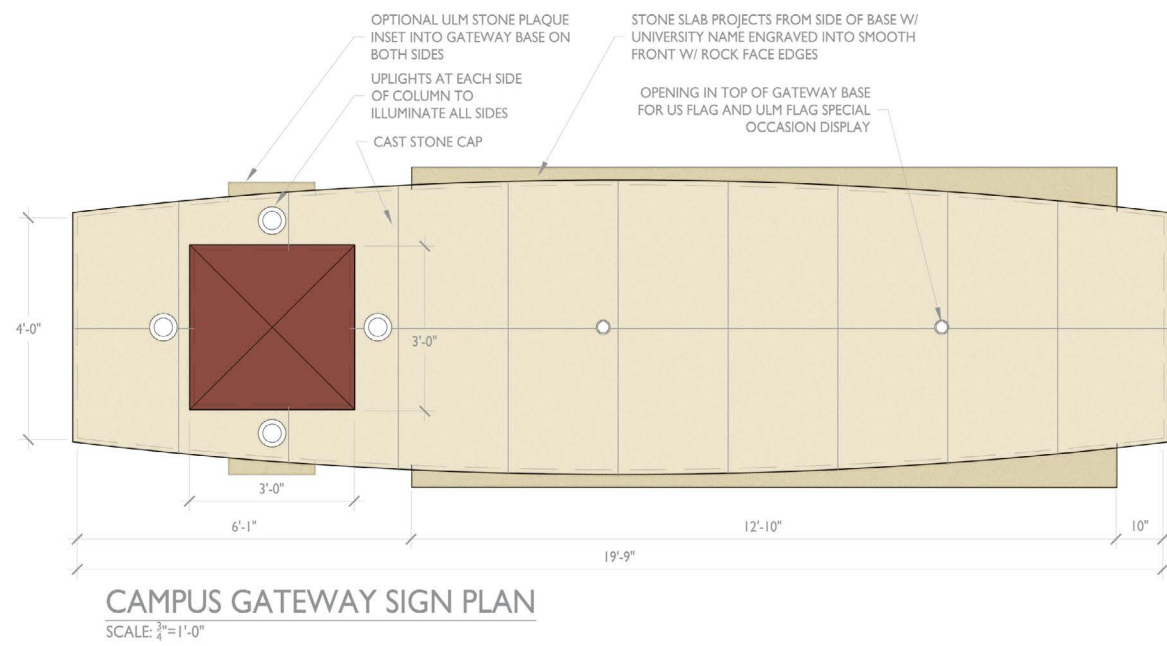 OPTIONAL ULM STONE PLAQUE
INSET INTO GATEWAY BASE ON
BOTH SIDES
UPLIGHTS AT EACH SIDE
OF COLUMN TO
ILLUMINATE ALL SIDES
CAST STONE CAP
STONE SLAB PROJECTS FROM SIDE OF BASE W/
UNIVERSITY NAME ENGRAVED INTO SMOOTH
FRONT W/ ROCK FACE EDGES
OPENING IN TOP OF GATEWAY BASE
FOR US FLAG AND ULM FLAG SPECIAL
OCCASION DISPLAY
4'-0"
3'-0"
3'-0"
6'-1"
12'-10"
10"
19'-9"
CAMPUS GATEWAY SIGN PLAN
SCALE: 3/4"=1'-0"